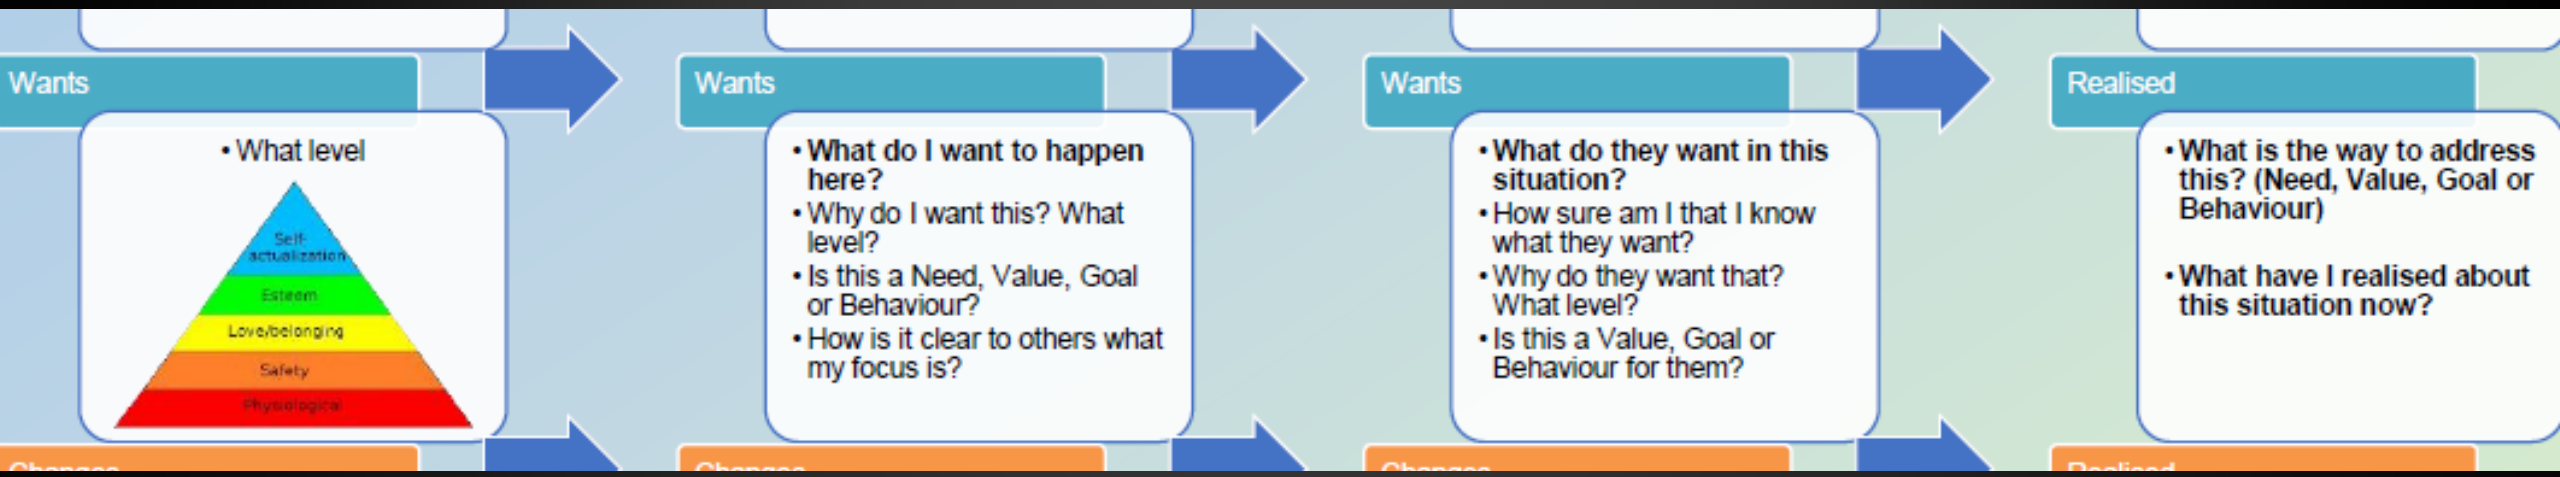 Wants
• What level
Self-
actualization
Esteem
Love/belonging
Safety
Physiological
Wants
• What do I want to happen
here?
• Why do I want this? What
level?
• Is this a Need, Value, Goal
or Behaviour?
• How is it clear to others what
my focus is?
Wants
• What do they want in this
situation?
• How sure am I that I know
what they want?
• Why do they want that?
What level?
• Is this a Value, Goal or
Behaviour for them?
Realised
• What is the way to address
this? (Need, Value, Goal or
Behaviour)
• What have I realised about
this situation now?
Changes
Changes
Changes
Realised